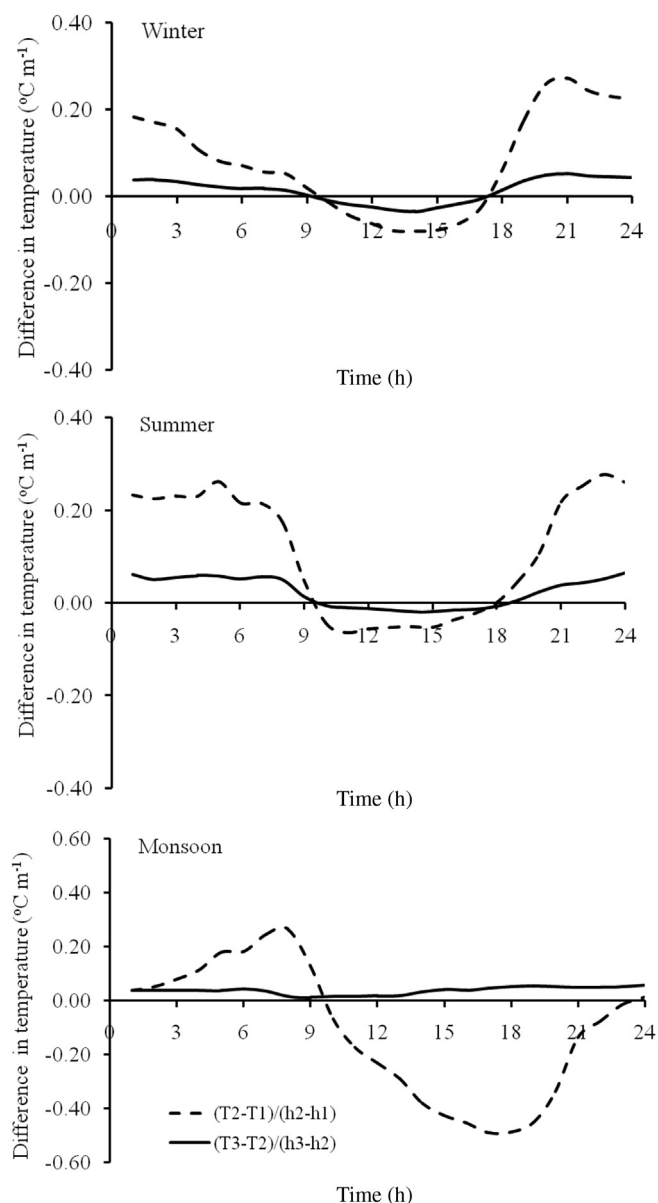 Winter
Difference in temperature (ºC m⁻¹)
0.40
0.20
0.00
-0.20
-0.40
0 3 6 9 12 15 18 21 24
Time (h)
Summer
Difference in temperature (ºC m⁻¹)
0.40
0.20
0.00
-0.20
-0.40
0 3 6 9 12 15 18 21 24
Time (h)
Monsoon
Difference in temperature (ºC m⁻¹)
0.60
0.40
0.20
0.00
-0.20
-0.40
-0.60
0 3 6 9 12 15 18 21 24
(T2-T1)/(h2-h1)
(T3-T2)/(h3-h2)
Time (h)